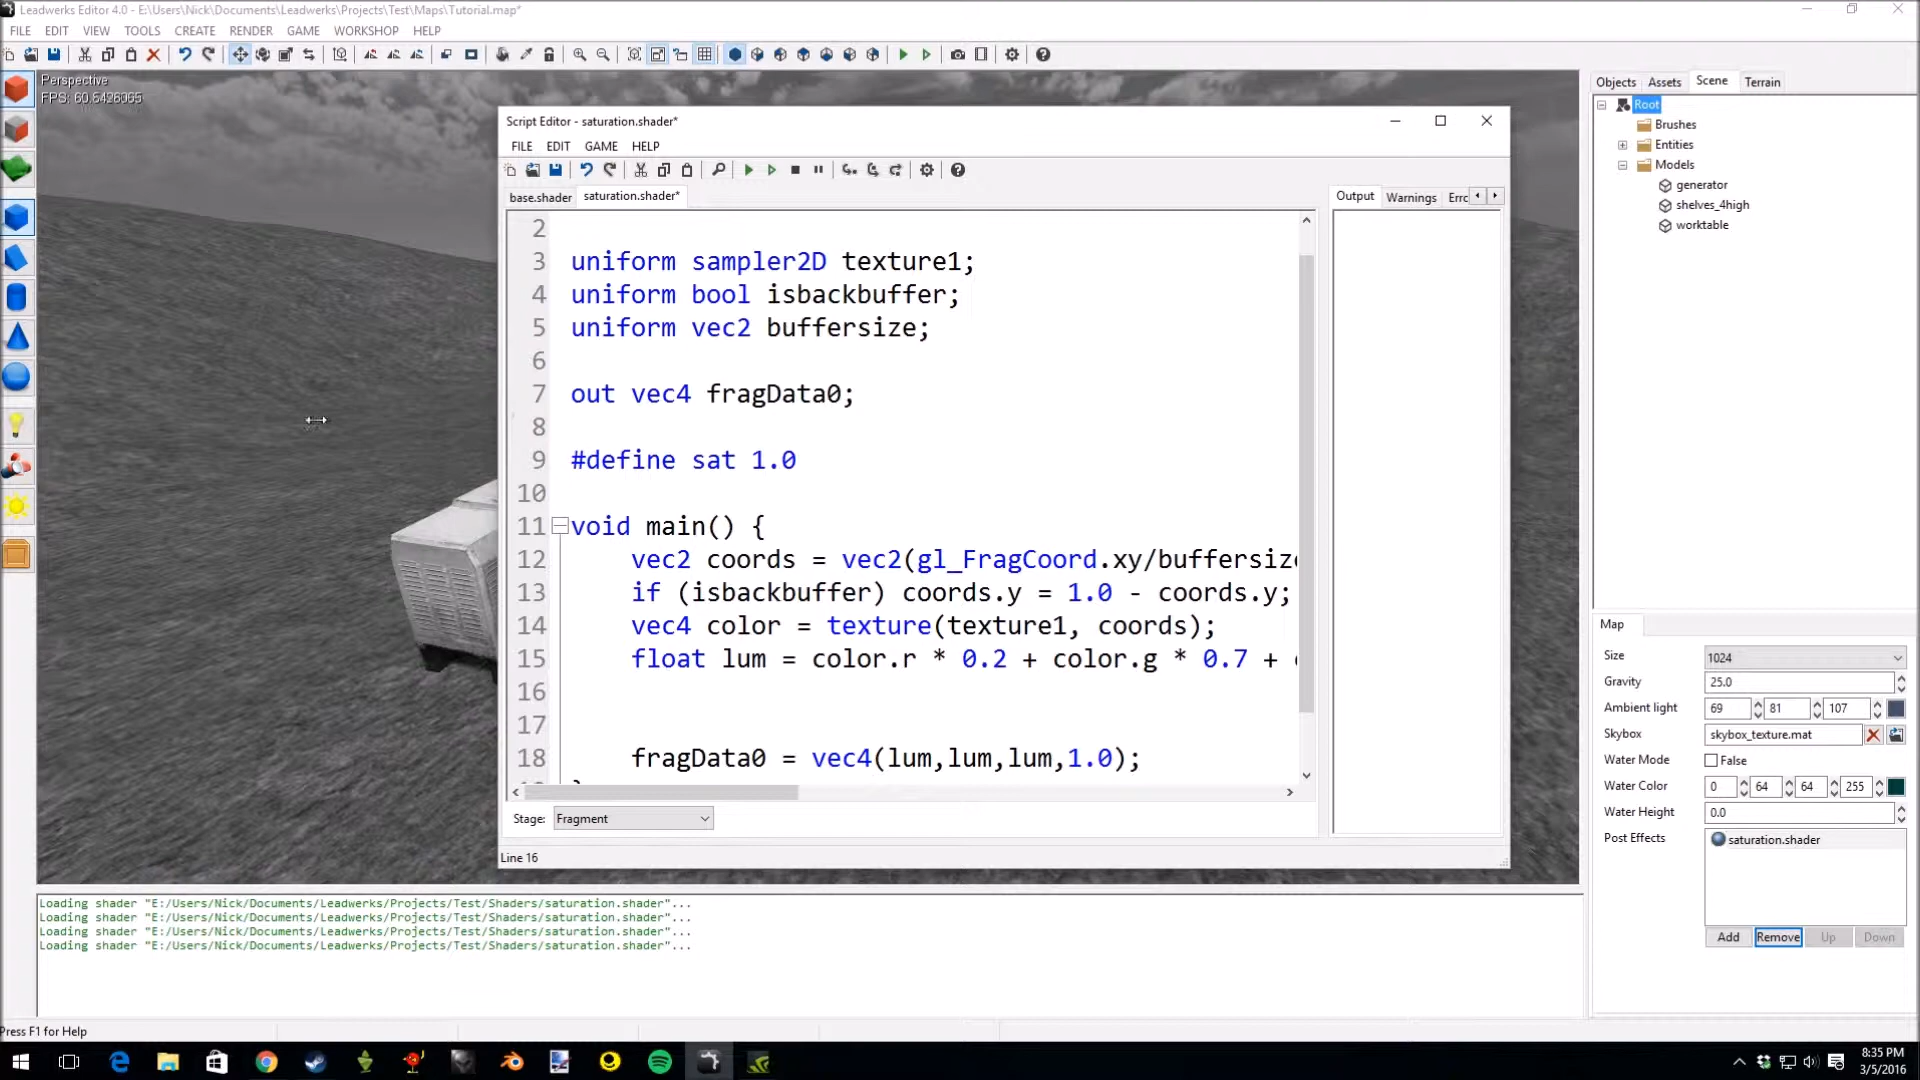 Leadwerks Editor 4.0 - E:\Users\Nick\Documents\Leadwerks\Projects\Test\Maps\Tutorial.map*
FILE EDIT VIEW TOOLS CREATE RENDER GAME WORKSHOP HELP
Perspective
FPS:
Script Editor - saturation.shader*
FILE EDIT GAME HELP
base.shader saturation.shader*
2
3 uniform sampler2D texture1;
4 uniform bool isbackbuffer;
5 uniform vec2 buffersize;
6
7 out vec4 fragData0;
8
9 #define sat 1.0
10
11 void main() {
12 vec2 coords = vec2(gl_FragCoord.xy/buffersize
13 if (isbackbuffer) coords.y = 1.0 - coords.y;
14 vec4 color = texture(texture1, coords);
15 float lum = color.r * 0.2 + color.g * 0.7 +
16
17
18 fragData0 = vec4(lum,lum,lum,1.0);
Stage: Fragment
Line 16
Output Warnings Errc
Objects Assets Scene Terrain
Root
Brushes
Entities
Models
generator
shelves_4high
worktable
Map
Size 1024
Gravity 25.0
Ambient light 69 81 107
Skybox skybox_texture.mat
Water Mode False
Water Color 0 64 64 255
Water Height 0.0
Post Effects saturation.shader
Add Remove Up Down
Loading shader "E:/Users/Nick/Documents/Leadwerks/Projects/Test/Shaders/saturation.shader"...
Loading shader "E:/Users/Nick/Documents/Leadwerks/Projects/Test/Shaders/saturation.shader"...
Loading shader "E:/Users/Nick/Documents/Leadwerks/Projects/Test/Shaders/saturation.shader"...
Loading shader "E:/Users/Nick/Documents/Leadwerks/Projects/Test/Shaders/saturation.shader"...
Press F1 for Help
8:35 PM
3/5/2016